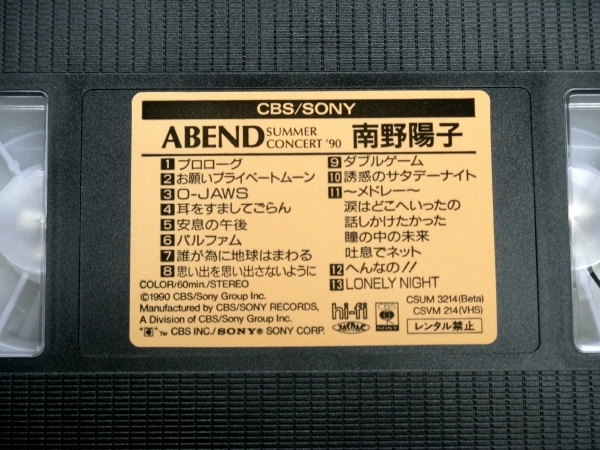 CBS/SONY
ABEND SUMMER CONCERT '90 南野陽子
1 プロローグ
2 お願いプライベートムーン
3 O-JAWS
4 耳をすましてごらん
5 安息の午後
6 パルファム
7 誰が為に地球はまわる
8 思い出を思い出さないように
9 ダブルゲーム
10 誘惑のサタデーナイト
11 〜メドレー〜
涙はどこへいったの
話しかけたかった
瞳の中の未来
吐息でネット
12 へんなの!!
13 LONELY NIGHT
COLOR/60min./STEREO
©1990 CBS/Sony Group Inc.
Manufactured by CBS/SONY RECORDS,
A Division of CBS/Sony Group Inc.
"" ™ CBS INC./SONY® SONY CORP.
hi-fi
JASRAC
CBS
SONY
CSUM 3214(Beta)
CSVM 214(VHS)
レンタル禁止